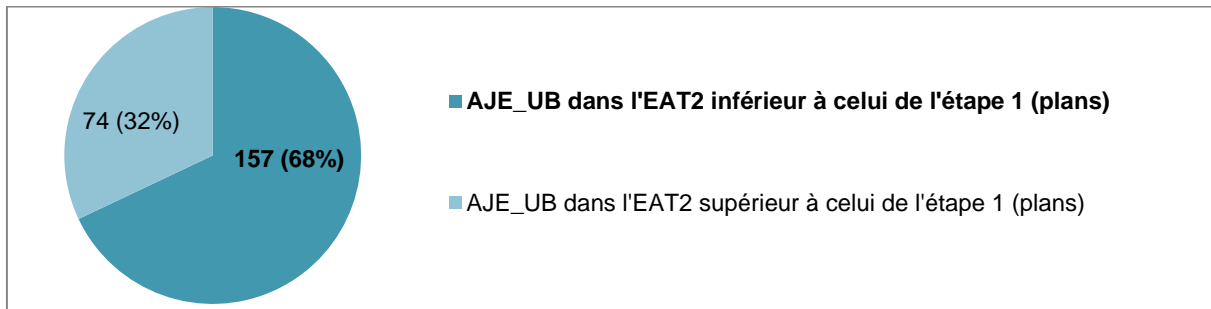 74 (32%)
157 (68%)
AJE_UB dans l'EAT2 inférieur à celui de l'étape 1 (plans)
AJE_UB dans l'EAT2 supérieur à celui de l'étape 1 (plans)